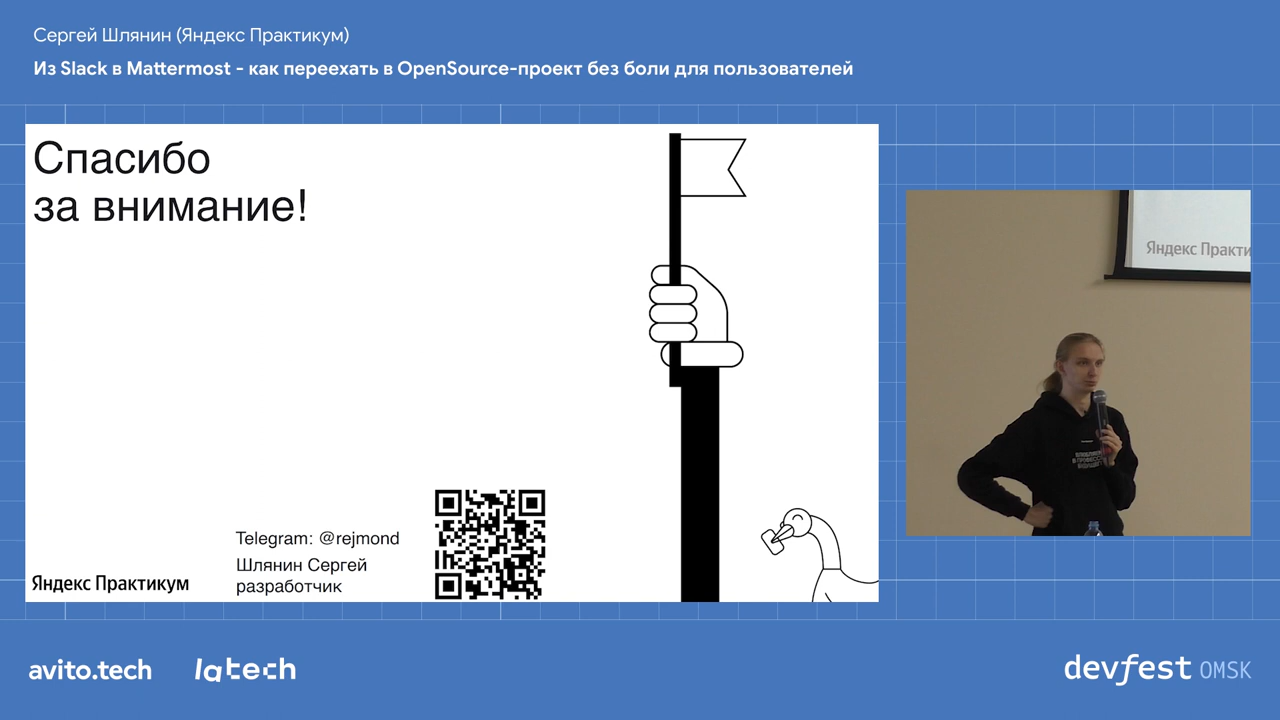 Сергей Шлянин (Яндекс Практикум)
Из Slack в Mattermost - как переехать в OpenSource-проект без боли для пользователей
Спасибо
за внимание!
Telegram: @rejmond
Шлянин Сергей
разработчик
Яндекс Практикум
Яндекс Практи
avito.tech
latech
devfest OMSK